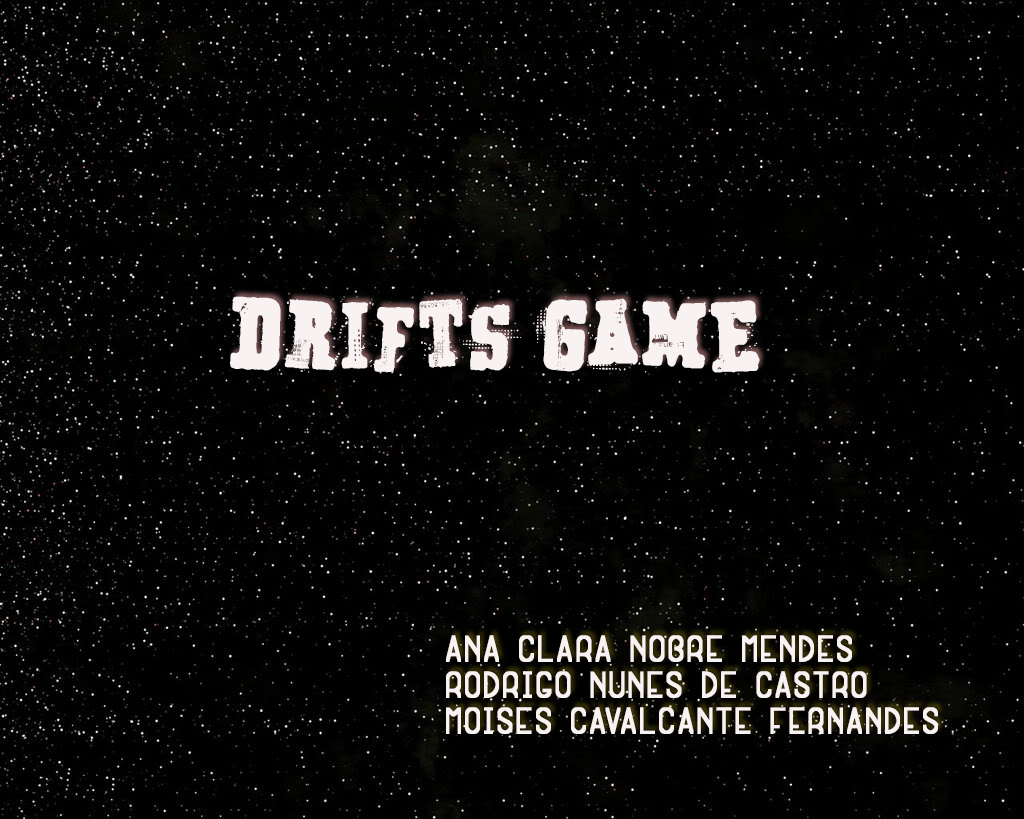 DRIFTS GAME
ANA CLARA NOBRE MENDES
RODRIGO NUNES DE CASTRO
MOISES CAVALCANTE FERNANDES